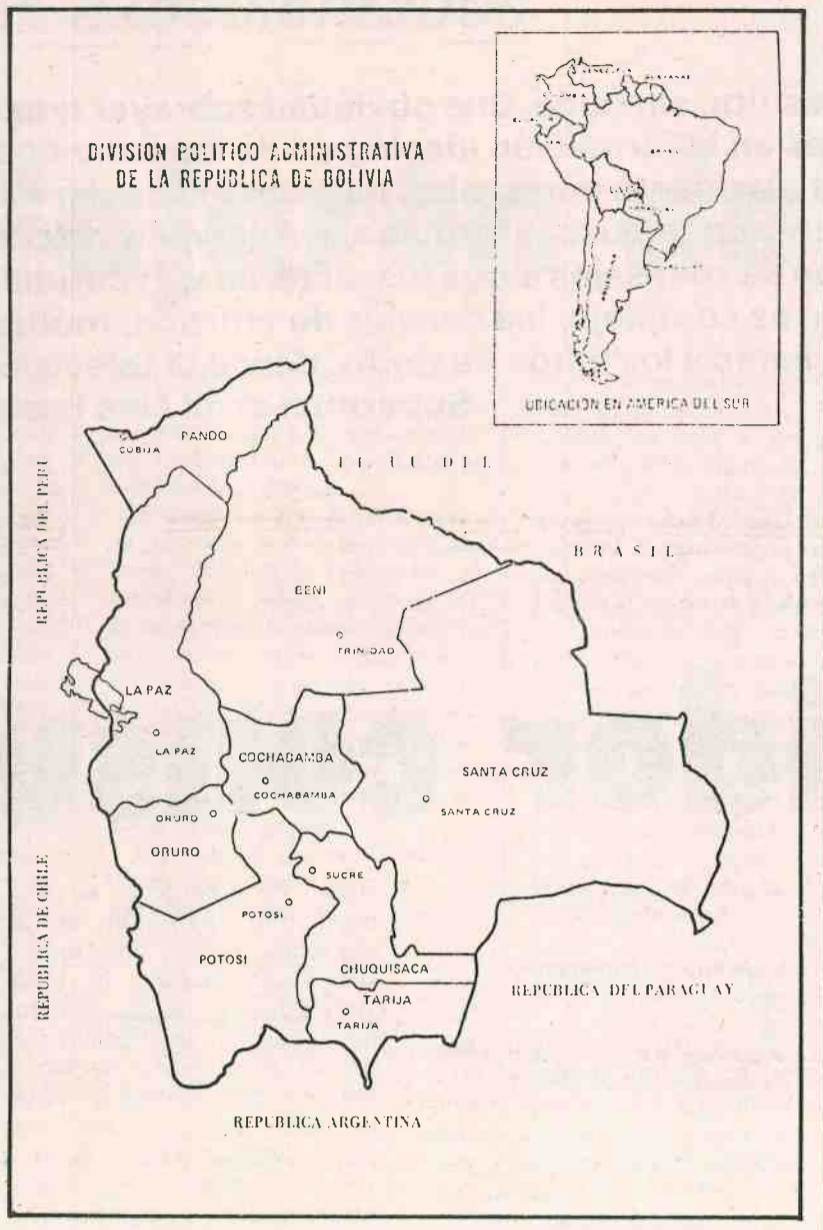 DIVISION POLITICO ADMINISTRATIVA
DE LA REPUBLICA DE BOLIVIA
VENEZUELA
UBICACION EN AMERICA DEL SUR
PANDO
COBIJA
REPUBLICA DEL PERU
BRASIL
BENI
TRINIDAD
LA PAZ
LA PAZ
COCHABAMBA
COCHABAMBA
SANTA CRUZ
SANTA CRUZ
ORURO
ORURO
SUCRE
POTOSI
POTOSI
REPUBLICA DE CHILE
CHUQUISACA
TARIJA
TARIJA
REPUBLICA DEL PARAGUAY
REPUBLICA ARGENTINA